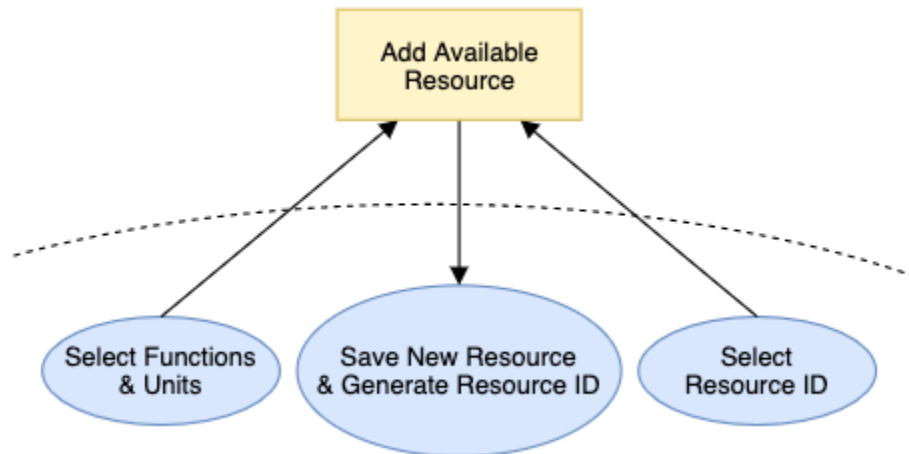 Add Available
Resource
Select Functions
& Units
Save New Resource
& Generate Resource ID
Select
Resource ID